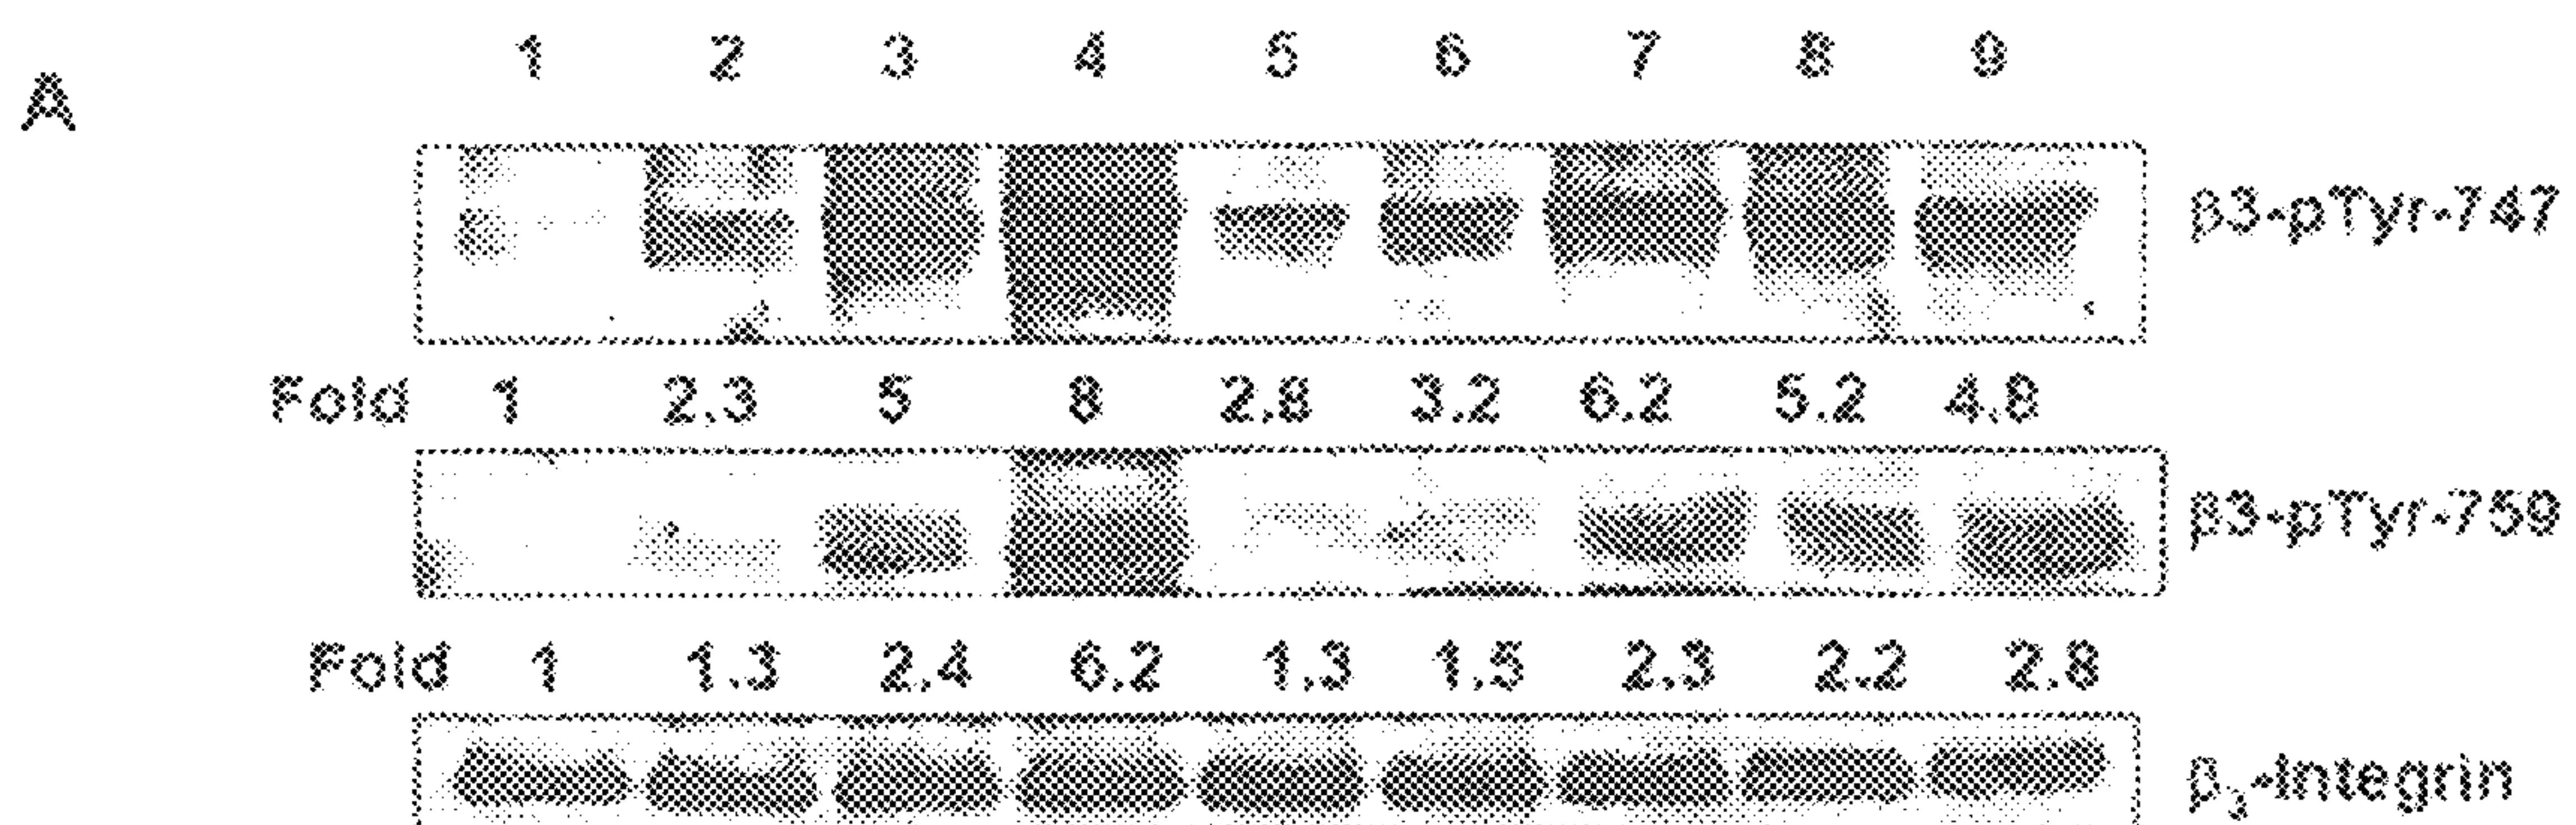 1 2 3 4 5 6 7 8 9
A
β3-pTyr-747
Fold 1 2.3 5 8 2.8 3.2 6.2 5.2 4.8
β3-pTyr-759
Fold 1 1.3 2.4 6.2 1.3 1.5 2.3 2.2 2.8
β₃-Integrin